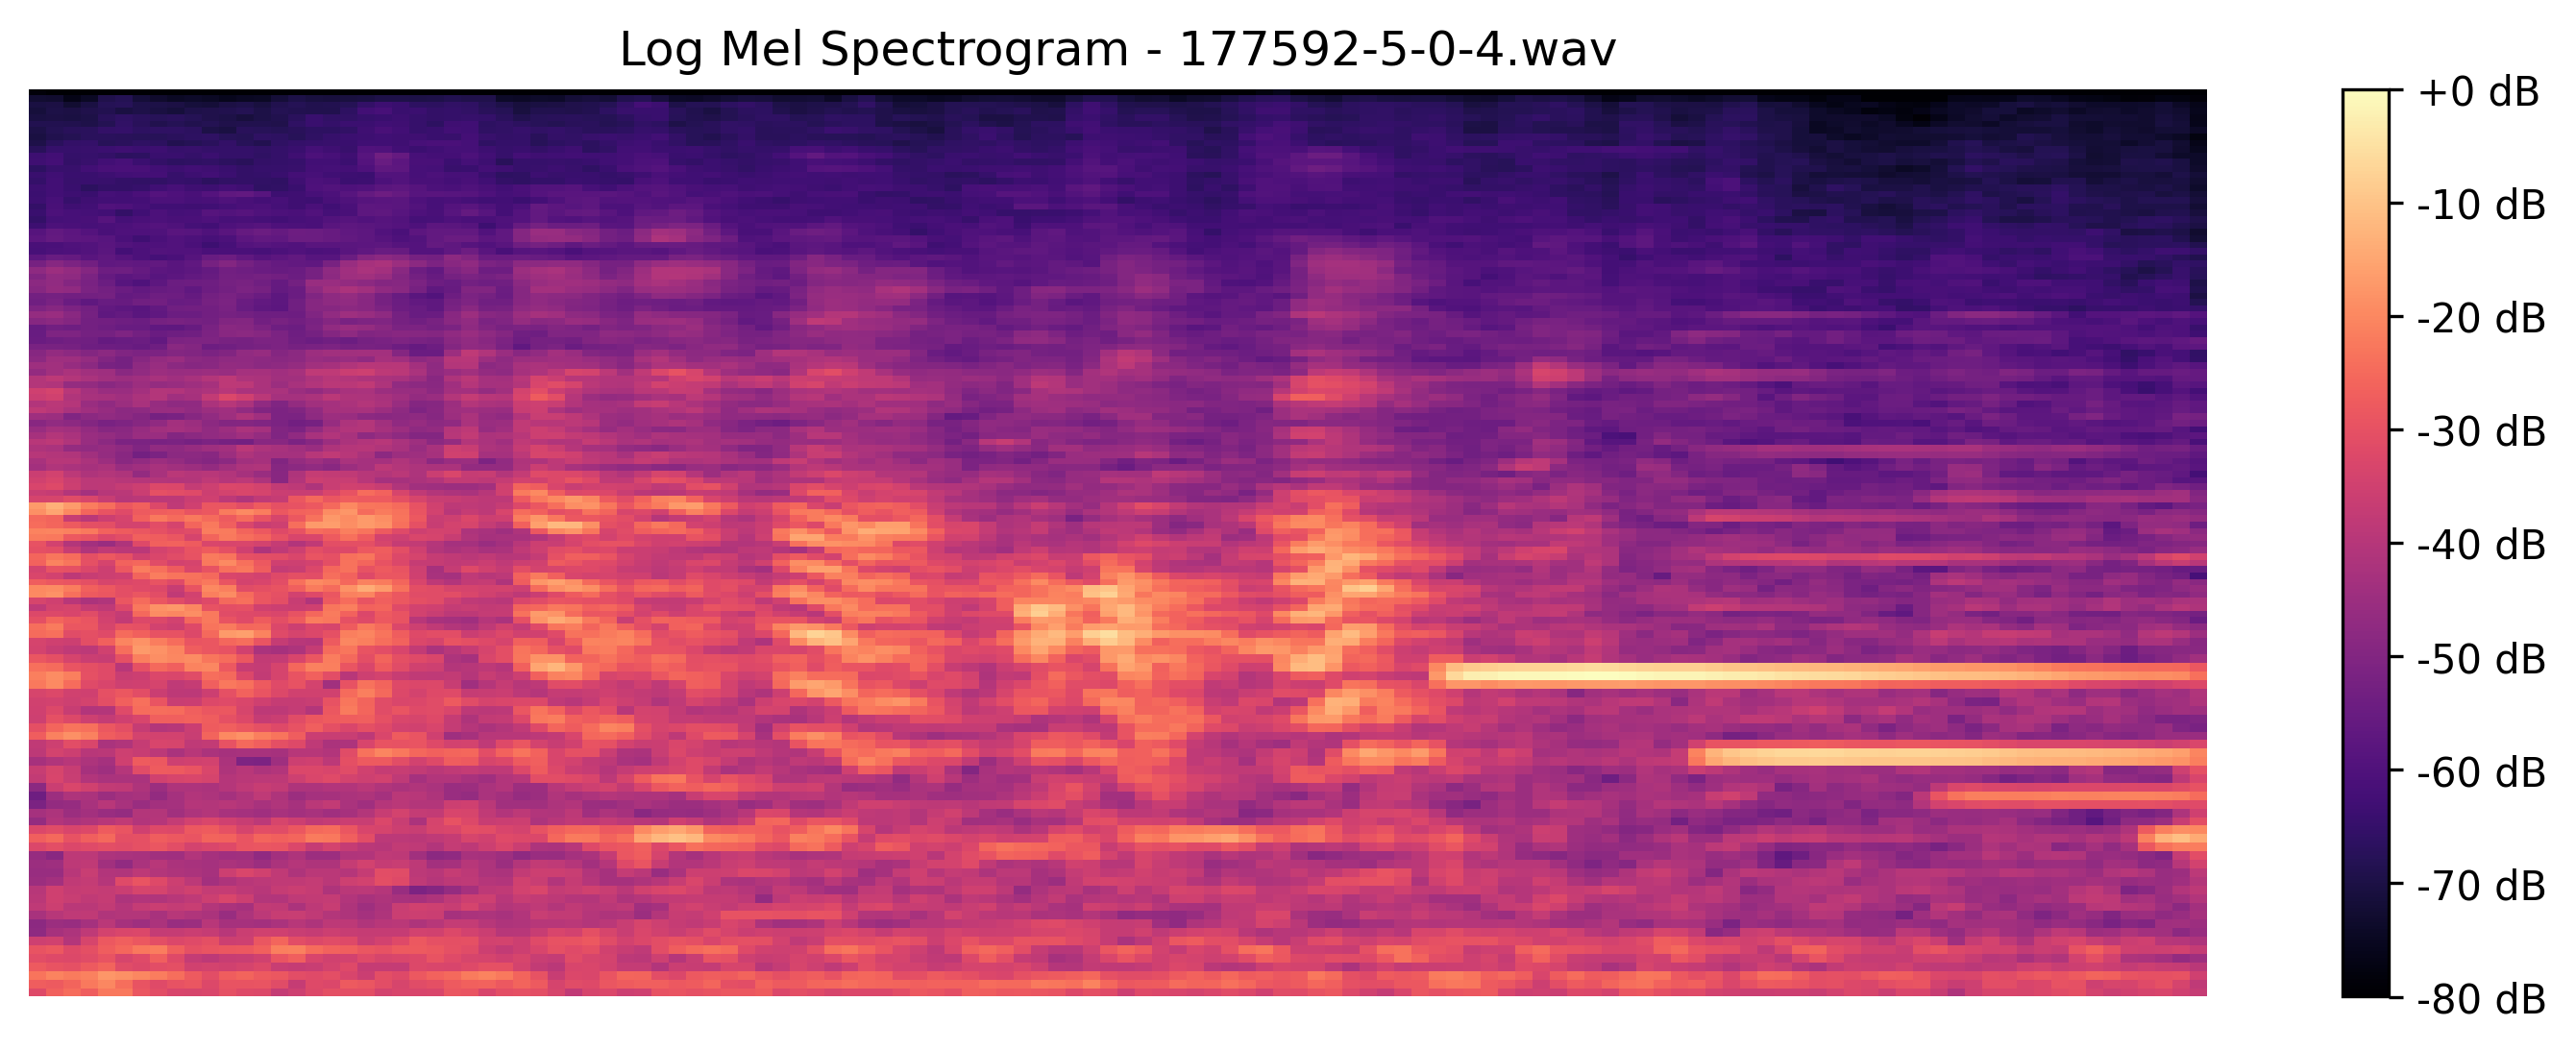 Log Mel Spectrogram - 177592-5-0-4.wav
+0 dB
-10 dB
-20 dB
-30 dB
-40 dB
-50 dB
-60 dB
-70 dB
-80 dB